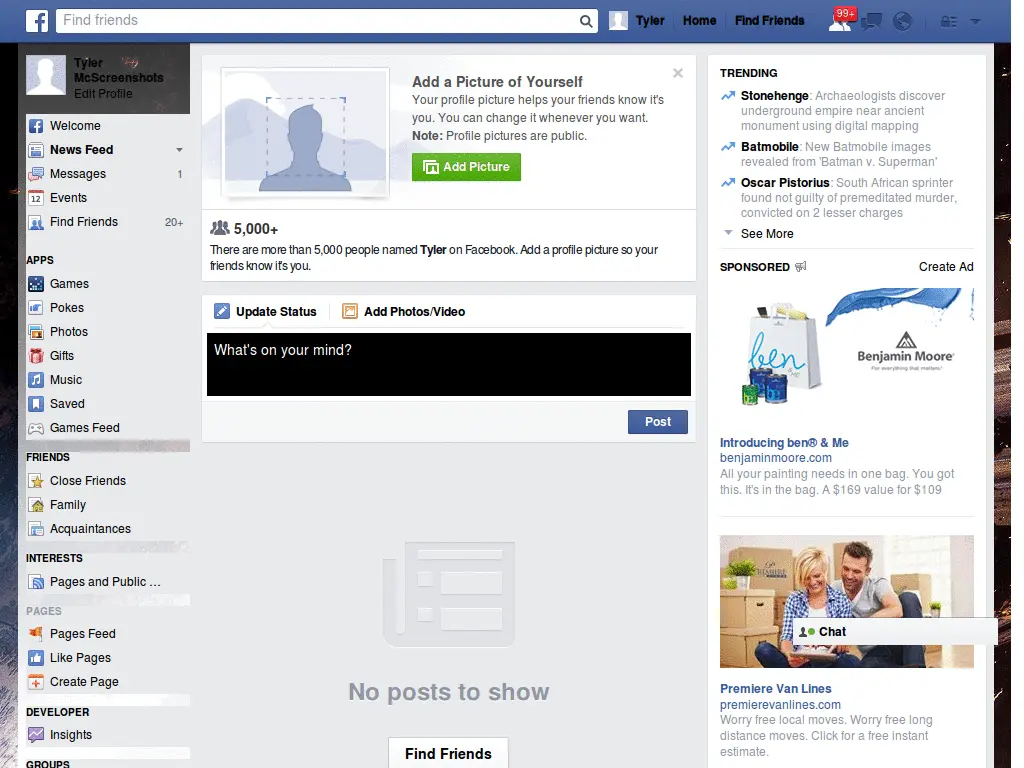 Find friends
Tyler
Home
Find Friends
99+
Tyler
McScreenshots
Edit Profile
Welcome
News Feed
Messages
1
12
Events
Find Friends
20+
APPS
Games
Pokes
Photos
Gifts
Music
Saved
Games Feed
FRIENDS
Close Friends
Family
Acquaintances
INTERESTS
Pages and Public ...
PAGES
Pages Feed
Like Pages
Create Page
DEVELOPER
Insights
GROUPS
Add a Picture of Yourself
Your profile picture helps your friends know it's
you. You can change it whenever you want.
Note: Profile pictures are public.
Add Picture
5,000+
There are more than 5,000 people named Tyler on Facebook. Add a profile picture so your
friends know it's you.
Update Status
Add Photos/Video
What's on your mind?
Post
No posts to show
Find Friends
TRENDING
Stonehenge: Archaeologists discover
underground empire near ancient
monument using digital mapping
Batmobile: New Batmobile images
revealed from 'Batman v. Superman'
Oscar Pistorius: South African sprinter
found not guilty of premeditated murder,
convicted on 2 lesser charges
See More
SPONSORED
Create Ad
ben
& ME
Benjamin Moore®
For everything that matters!
Introducing ben® & Me
benjaminmoore.com
All your painting needs in one bag. You got
this. It's in the bag. A $169 value for $109
PREMIERE
Chat
Premiere Van Lines
premierevanlines.com
Worry free local moves. Worry free long
distance moves. Click for a free instant
estimate.